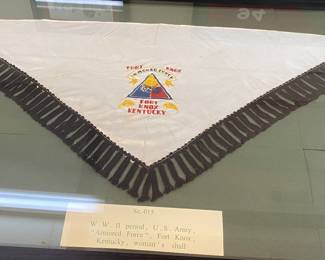 94
FORT KNOX
ARMORED FORCE
FORT
KNOX
KENTUCKY
Sc.-015
W.W. II period, U.S. Army,
"Armored Force", Fort Knox,
Kentucky, woman's shall